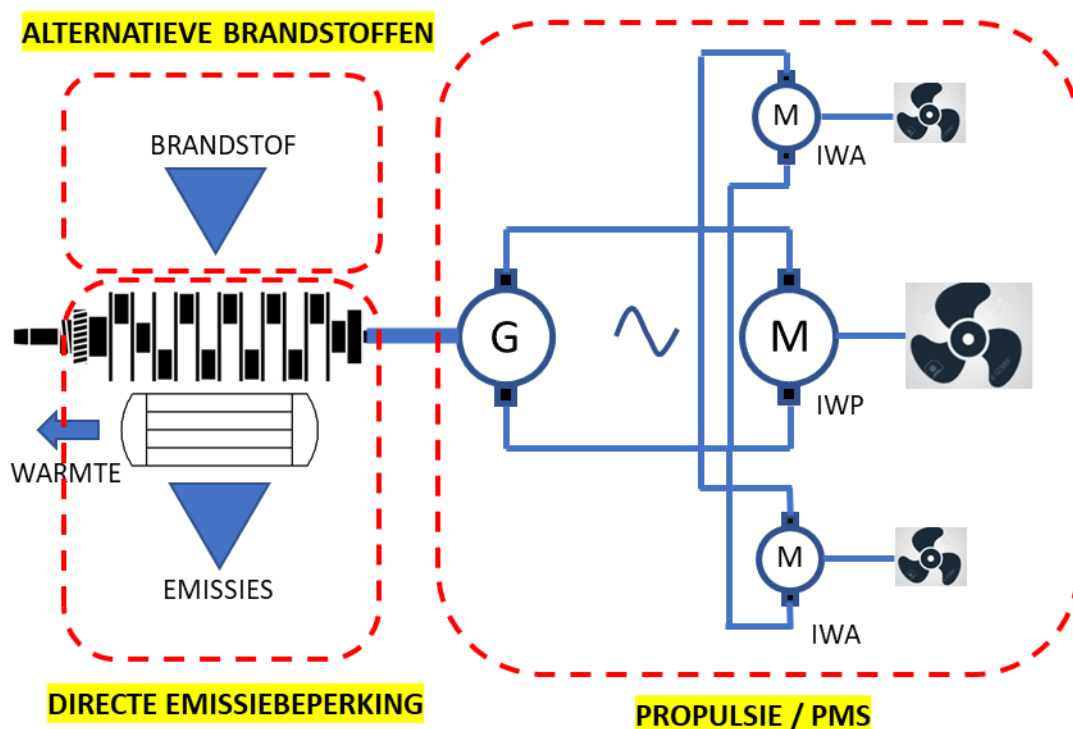 ALTERNATIEVE BRANDSTOFFEN
BRANDSTOF
WARMTE
EMISSIES
DIRECTE EMISSIEBEPERKING
G
M
IWA
M
IWP
M
IWA
PROPULSIE / PMS